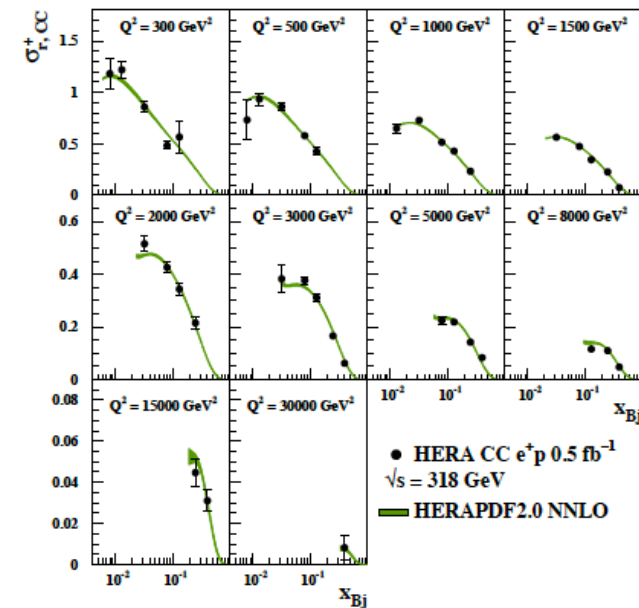 σ⁺r, CC
Q² = 300 GeV² Q² = 500 GeV² Q² = 1000 GeV² Q² = 1500 GeV²
1.5
1
0.5
0
Q² = 2000 GeV² Q² = 3000 GeV² Q² = 5000 GeV² Q² = 8000 GeV²
0.6
0.4
0.2
0
10⁻² 10⁻¹ 10⁻² 10⁻¹
xBj
Q² = 15000 GeV² Q² = 30000 GeV²
0.1
0.08
0.06
0.04
0.02
0
HERA CC e⁺p 0.5 fb⁻¹
√s = 318 GeV
HERAPDF2.0 NNLO
10⁻² 10⁻¹ 10⁻² 10⁻¹
xBj